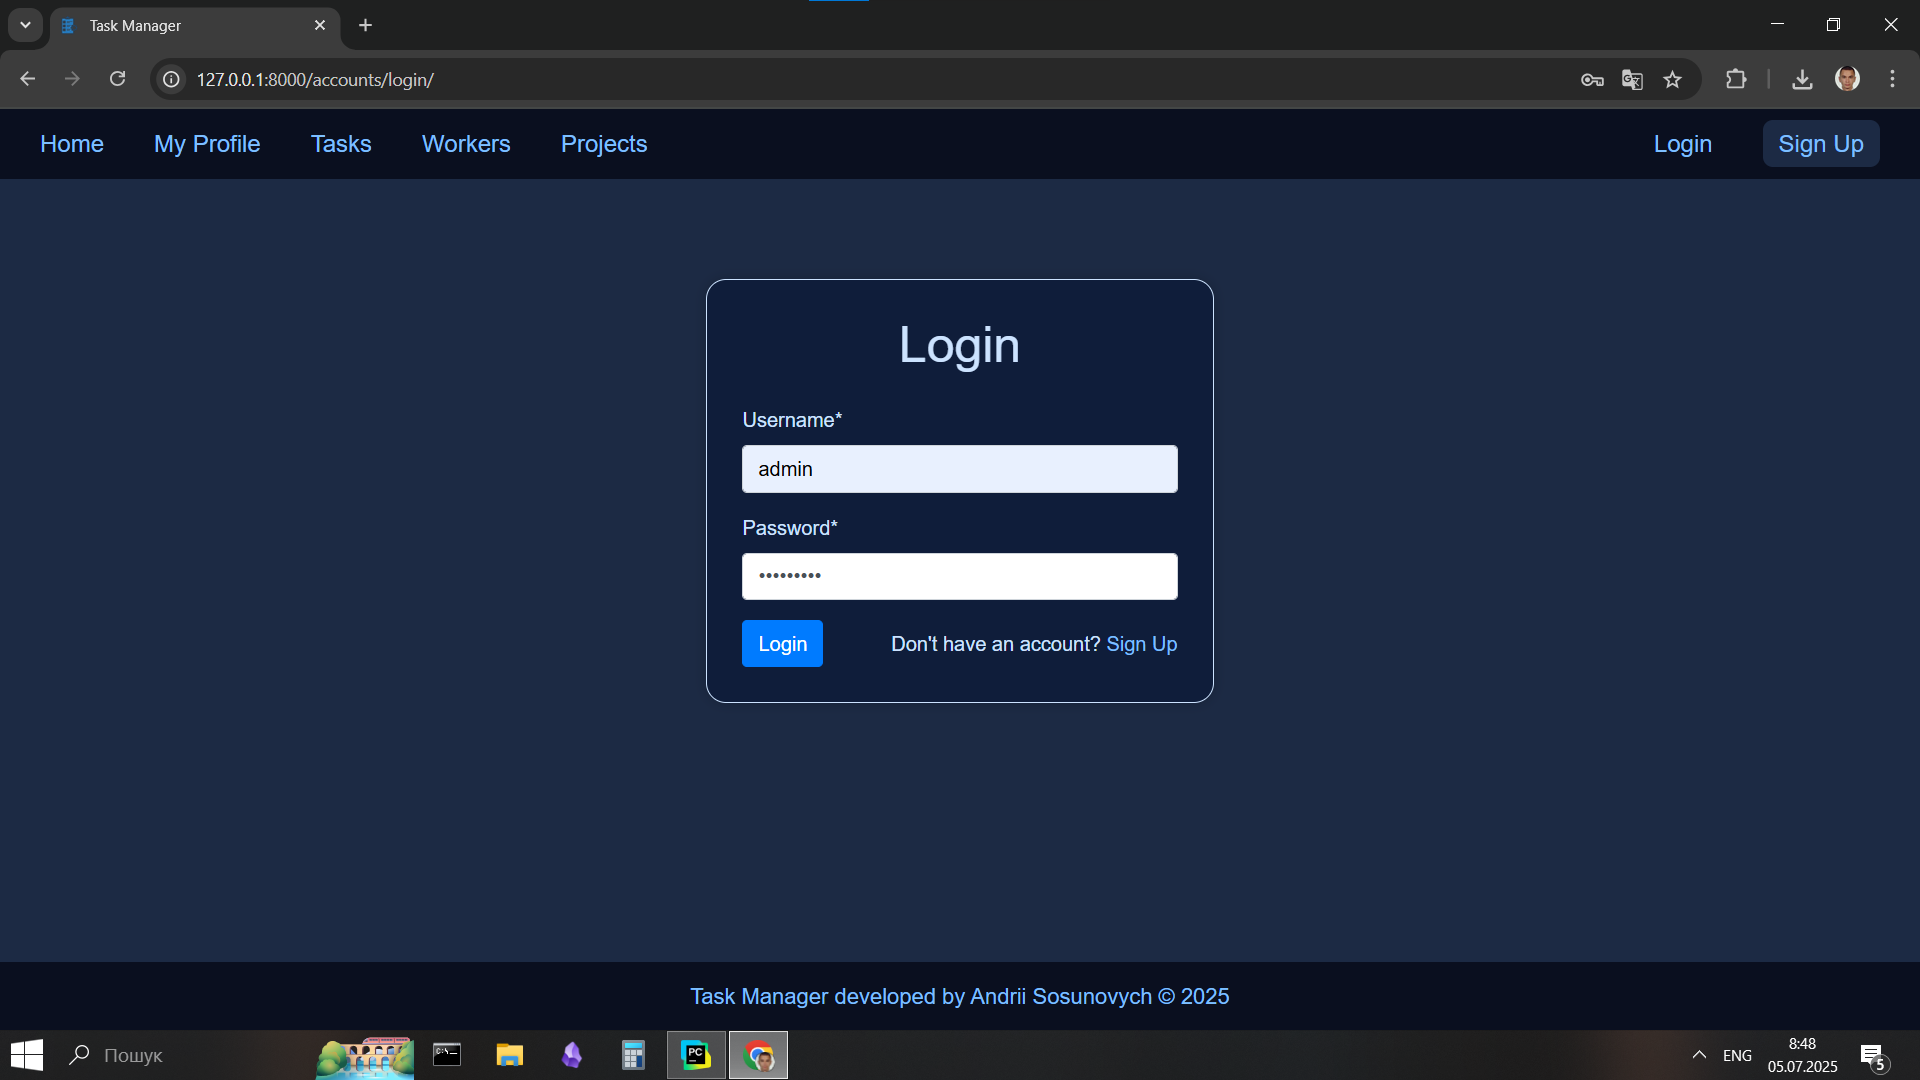 Task Manager
127.0.0.1:8000/accounts/login/
Home My Profile Tasks Workers Projects Login Sign Up
Login
Username*
admin
Password*
•••••••••
Login Don't have an account? Sign Up
Task Manager developed by Andrii Sosunovych © 2025
Пошук
PC
ENG
8:48
05.07.2025
5